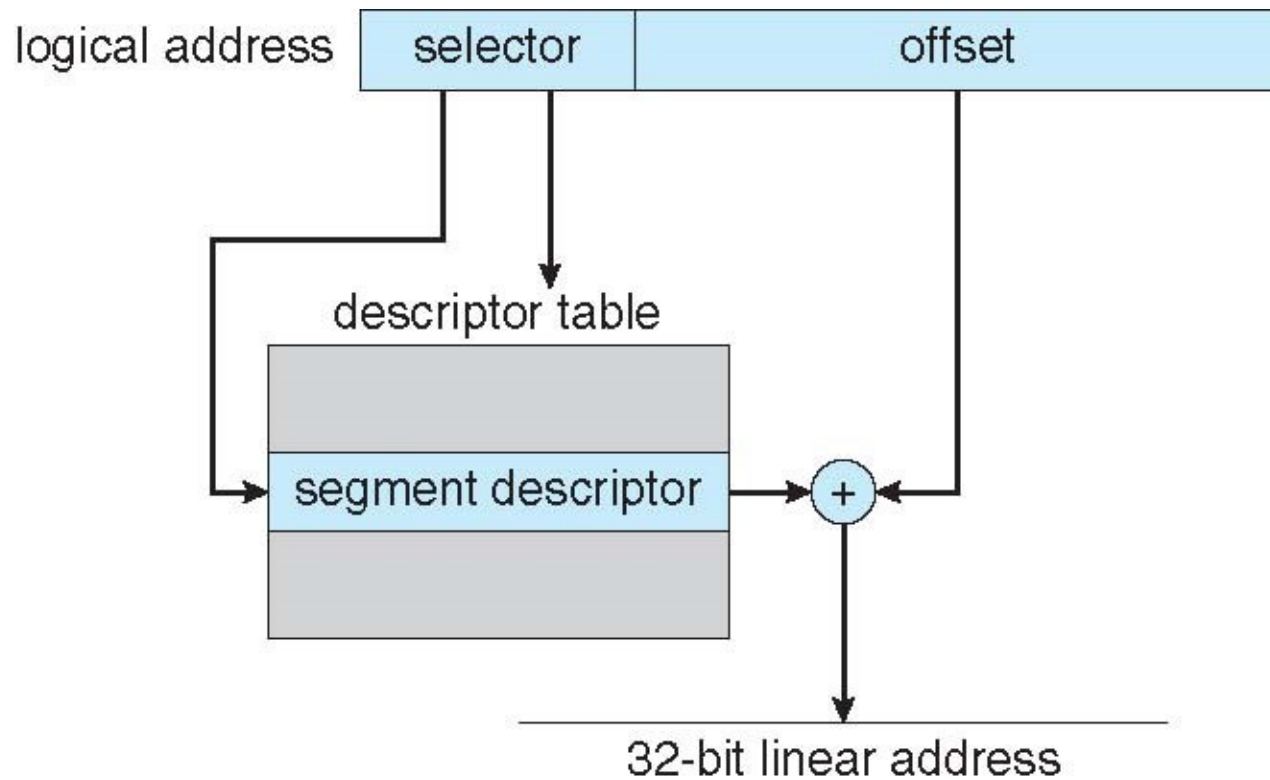 logical address selector offset
descriptor table
segment descriptor +
32-bit linear address